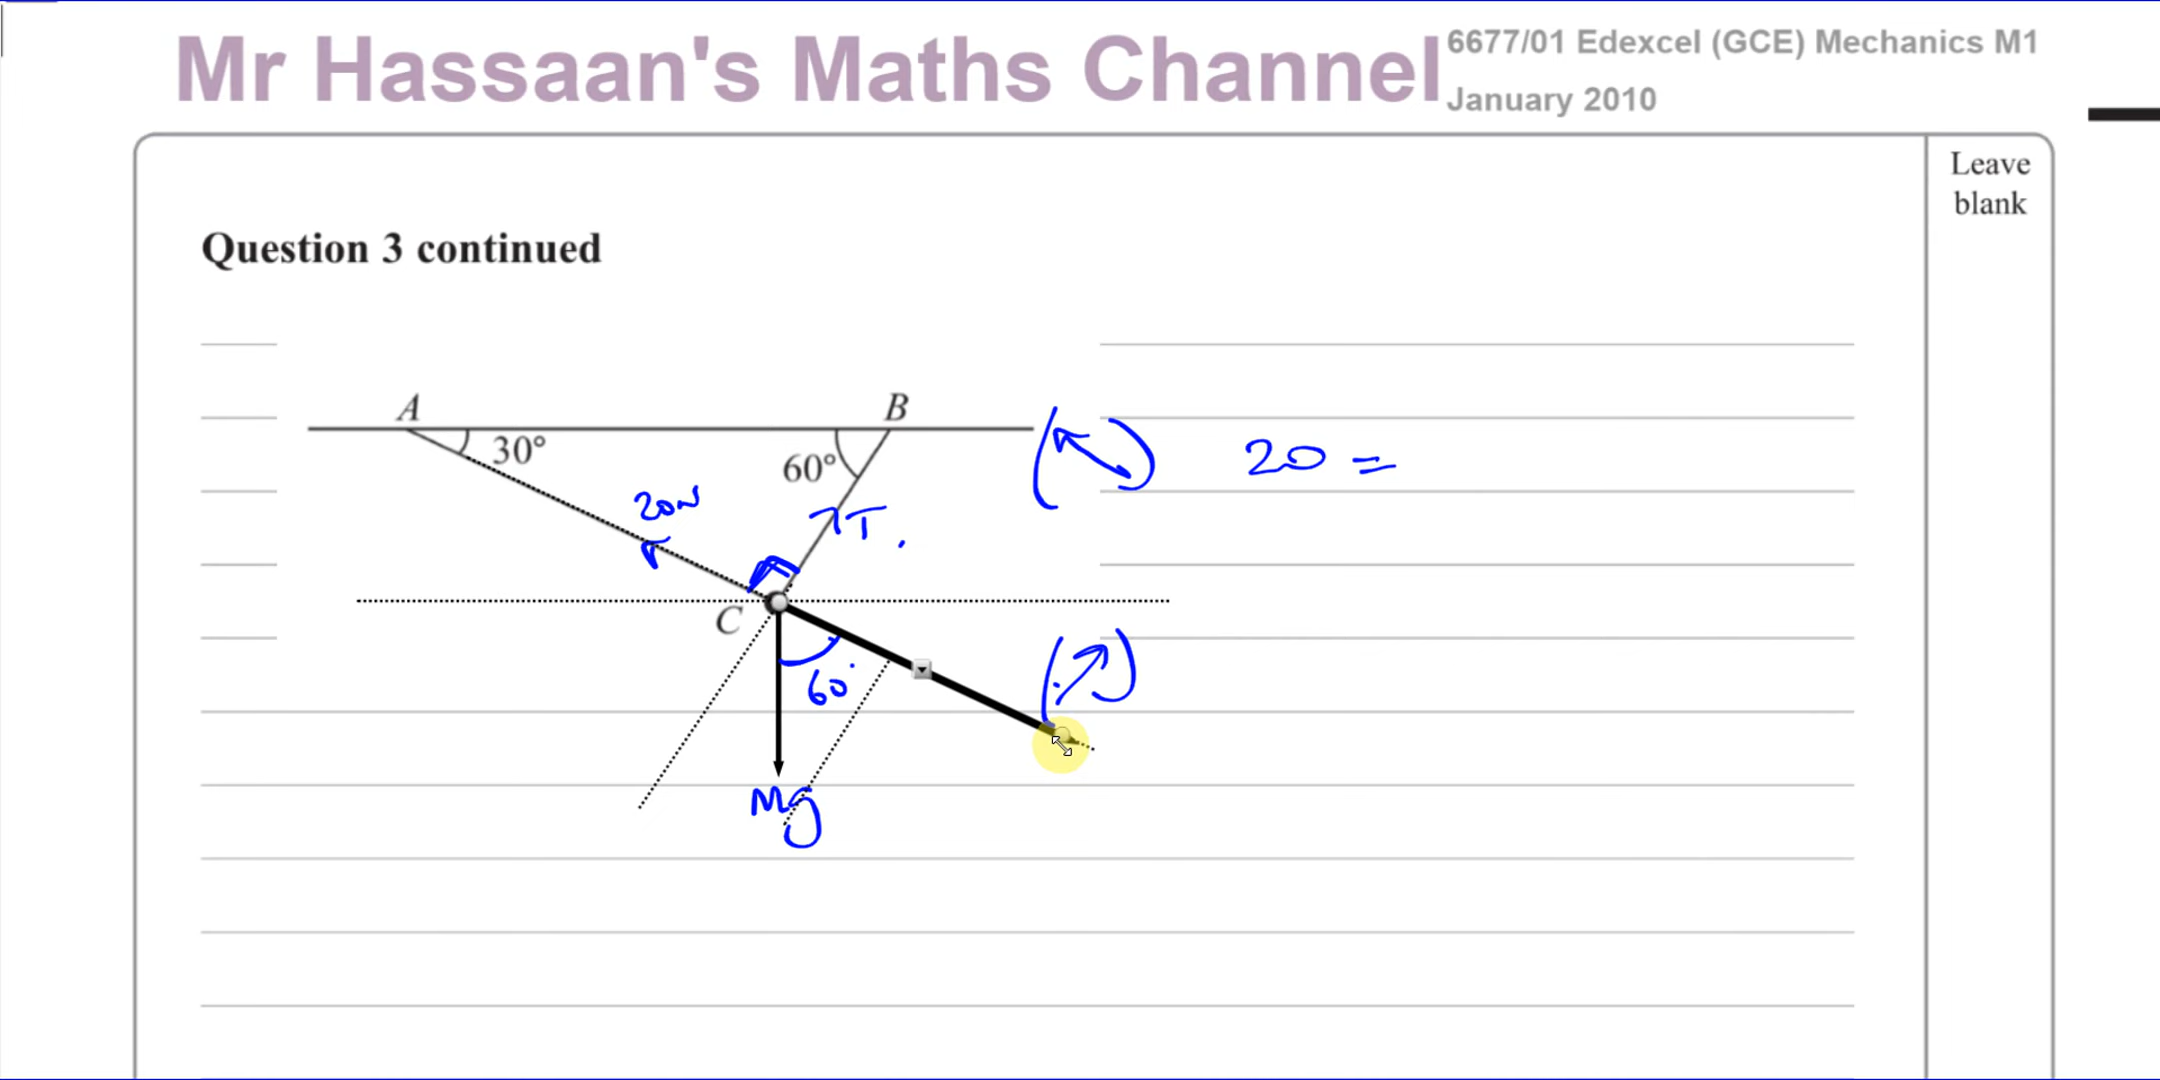 Mr Hassaan's Maths Channel
6677/01 Edexcel (GCE) Mechanics M1
January 2010
Leave
blank
Question 3 continued
A
B
30°
60°
20 =
20N
T
C
60°
Mg